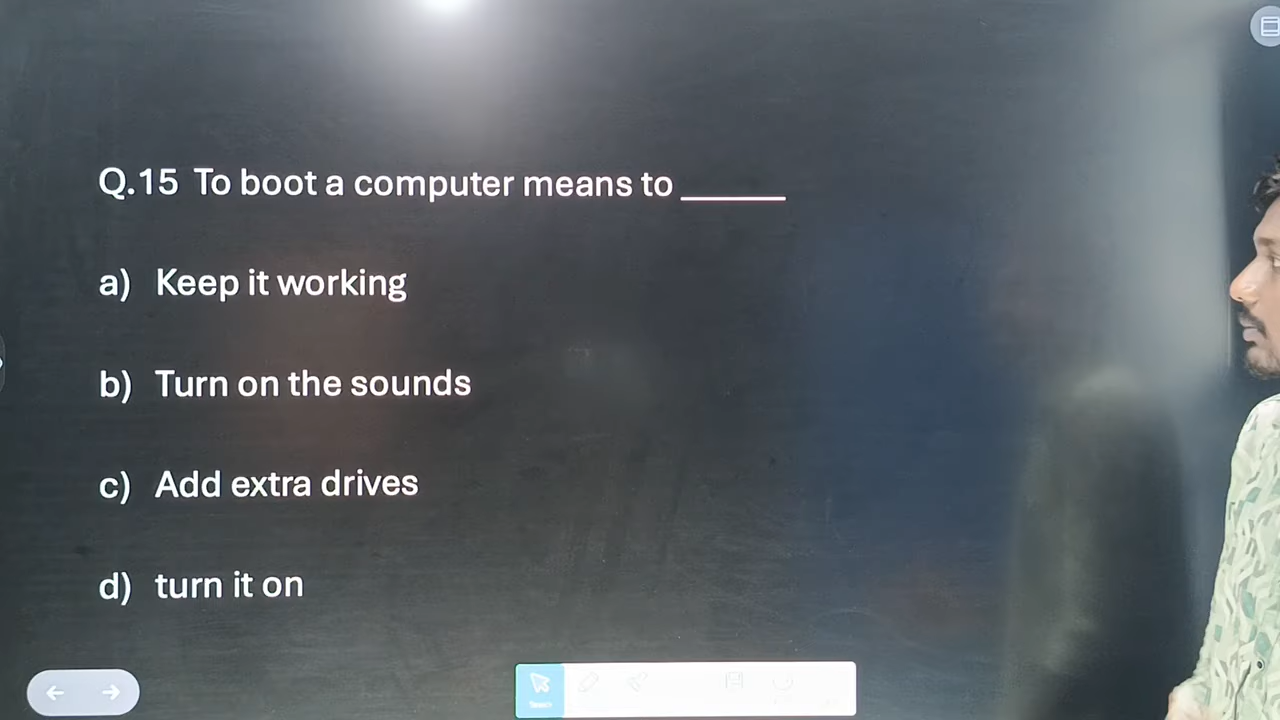 Q.15 To boot a computer means to ______
a) Keep it working
b) Turn on the sounds
c) Add extra drives
d) turn it on